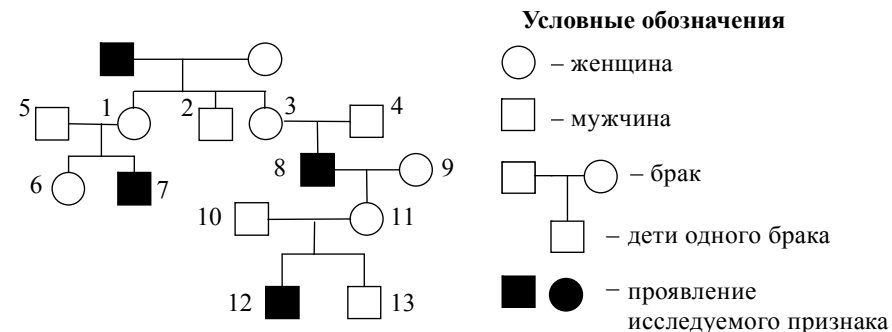 Условные обозначения
– женщина
– мужчина
– брак
– дети одного брака
– проявление
исследуемого признака
5 1 2 3 4
6 7 8 9
10 11
12 13